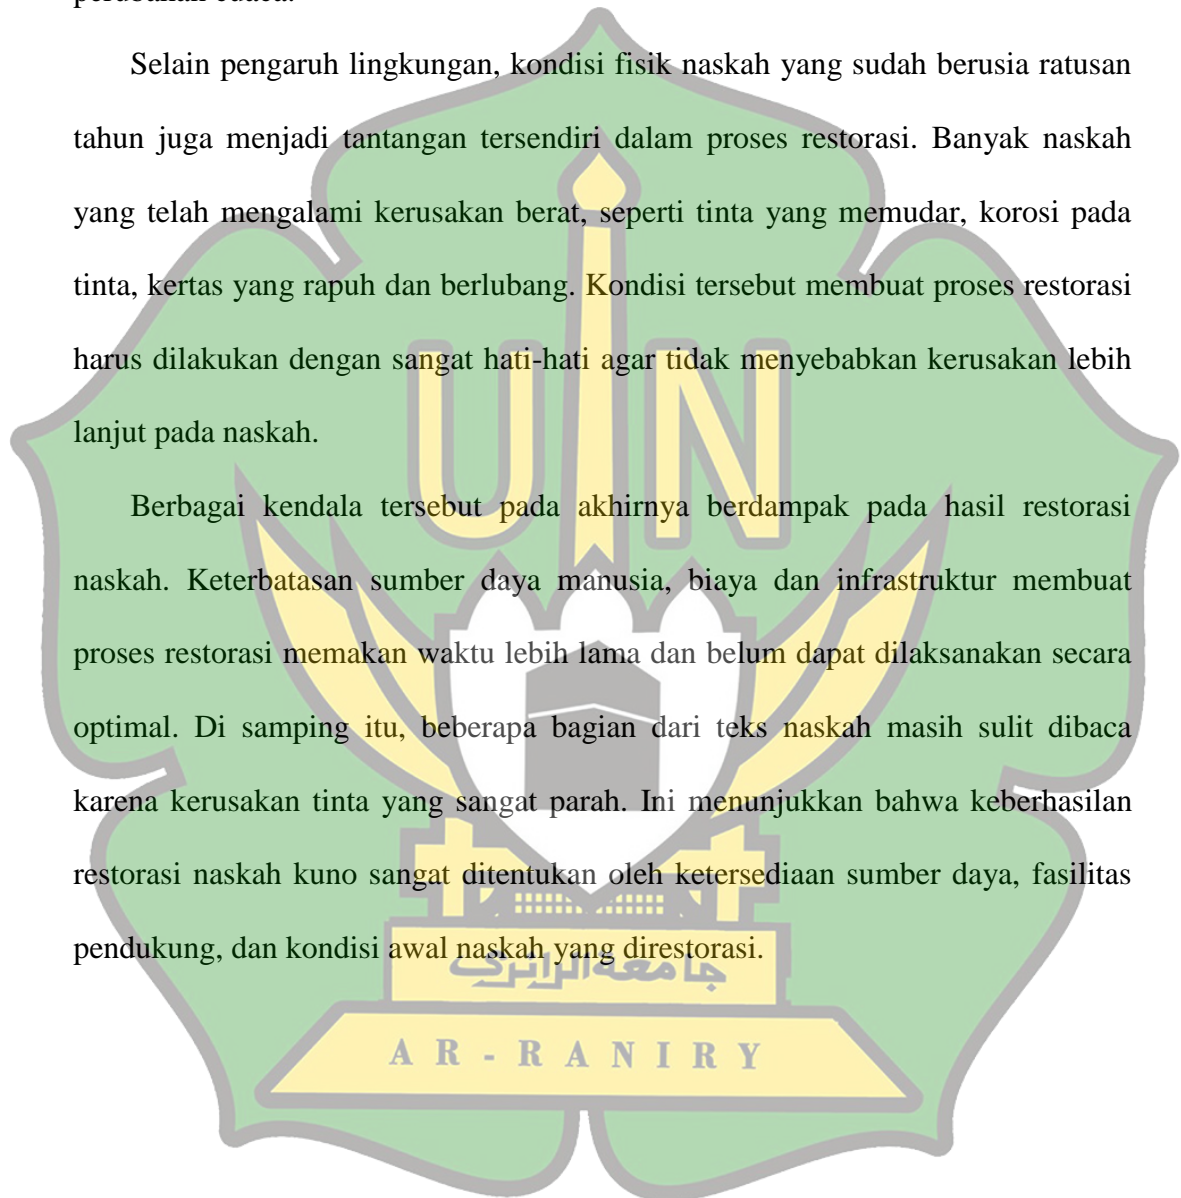 Selain pengaruh lingkungan, kondisi fisik naskah yang sudah berusia ratusan
tahun juga menjadi tantangan tersendiri dalam proses restorasi. Banyak naskah
yang telah mengalami kerusakan berat, seperti tinta yang memudar, korosi pada
tinta, kertas yang rapuh dan berlubang. Kondisi tersebut membuat proses restorasi
harus dilakukan dengan sangat hati-hati agar tidak menyebabkan kerusakan lebih
lanjut pada naskah.
Berbagai kendala tersebut pada akhirnya berdampak pada hasil restorasi
naskah. Keterbatasan sumber daya manusia, biaya dan infrastruktur membuat
proses restorasi memakan waktu lebih lama dan belum dapat dilaksanakan secara
optimal. Di samping itu, beberapa bagian dari teks naskah masih sulit dibaca
karena kerusakan tinta yang sangat parah. Ini menunjukkan bahwa keberhasilan
restorasi naskah kuno sangat ditentukan oleh ketersediaan sumber daya, fasilitas
pendukung, dan kondisi awal naskah yang direstorasi.
UIN
جامعة الرانري
AR-RANIRY